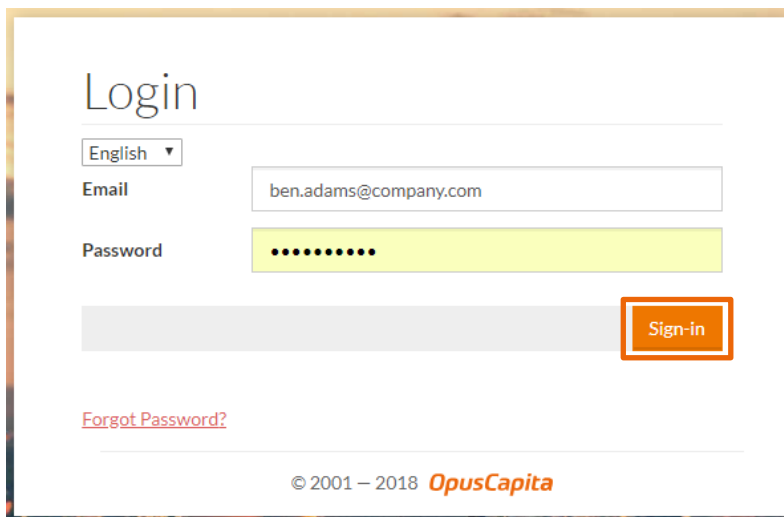 Login
English
Email ben.adams@company.com
Password ••••••••••
Sign-in
Forgot Password?
© 2001 – 2018 OpusCapita